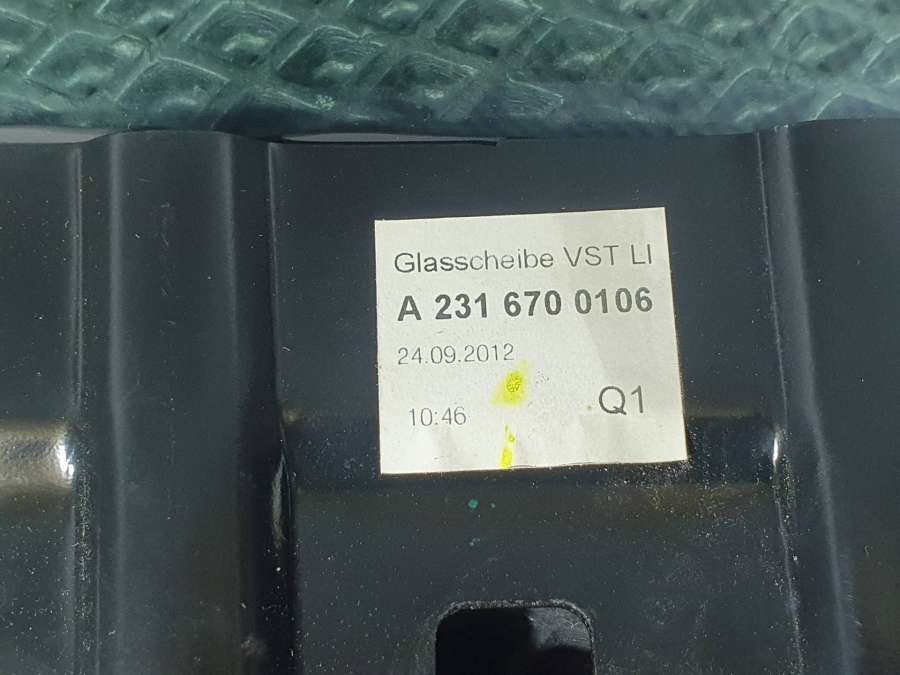 Glasscheibe VST LI
A 231 670 0106
24.09.2012
10:46 Q1